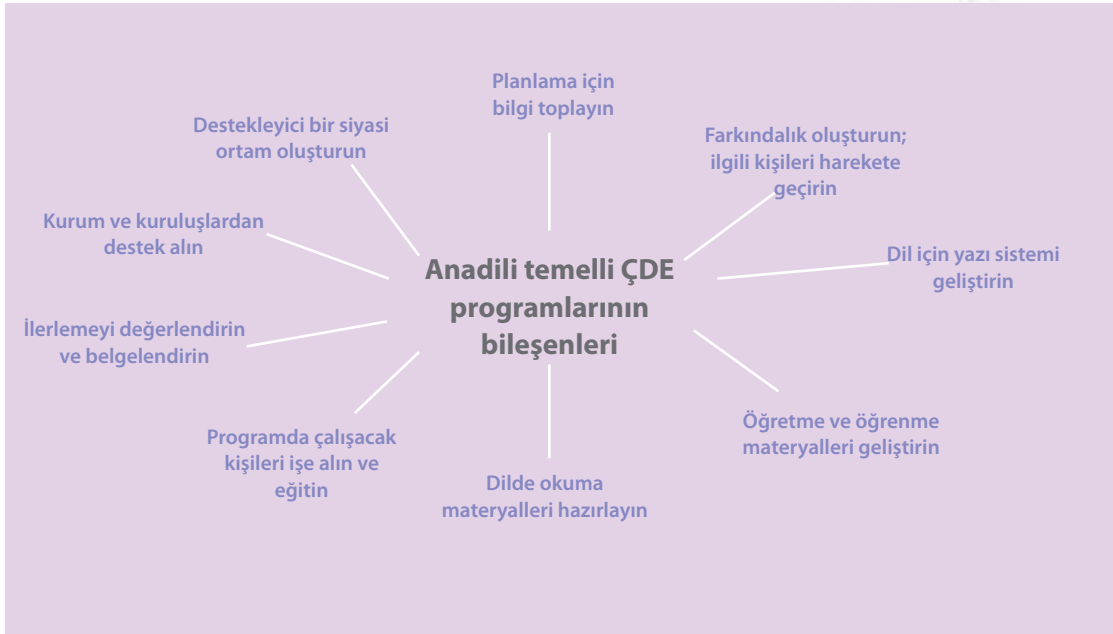 Planlama için
bilgi toplayın
Farkındalık oluşturun;
ilgili kişileri harekete
geçirin
Dil için yazı sistemi
geliştirin
Öğretme ve öğrenme
materyalleri geliştirin
Dilde okuma
materyalleri hazırlayın
Programda çalışacak
kişileri işe alın ve
eğitin
İlerlemeyi değerlendirin
ve belgelendirin
Kurum ve kuruluşlardan
destek alın
Destekleyici bir siyasi
ortam oluşturun
Anadili temelli ÇDE
programlarının
bileşenleri